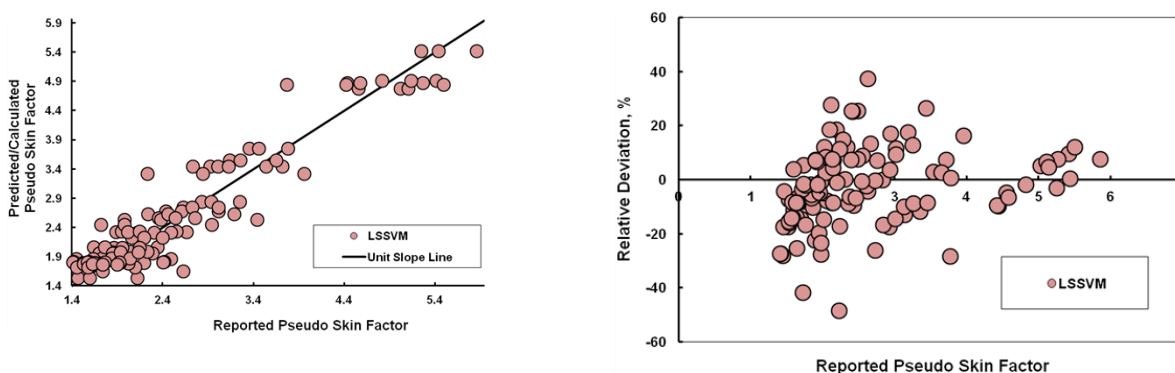 5.9
5.4
4.9
4.4
3.9
3.4
2.9
2.4
1.9
1.4
Predicted/Calculated
Pseudo Skin Factor
LSSVM
Unit Slope Line
1.4 2.4 3.4 4.4 5.4
Reported Pseudo Skin Factor
60
40
20
0
-20
-40
-60
Relative Deviation, %
0 1 2 3 4 5 6
LSSVM
Reported Pseudo Skin Factor